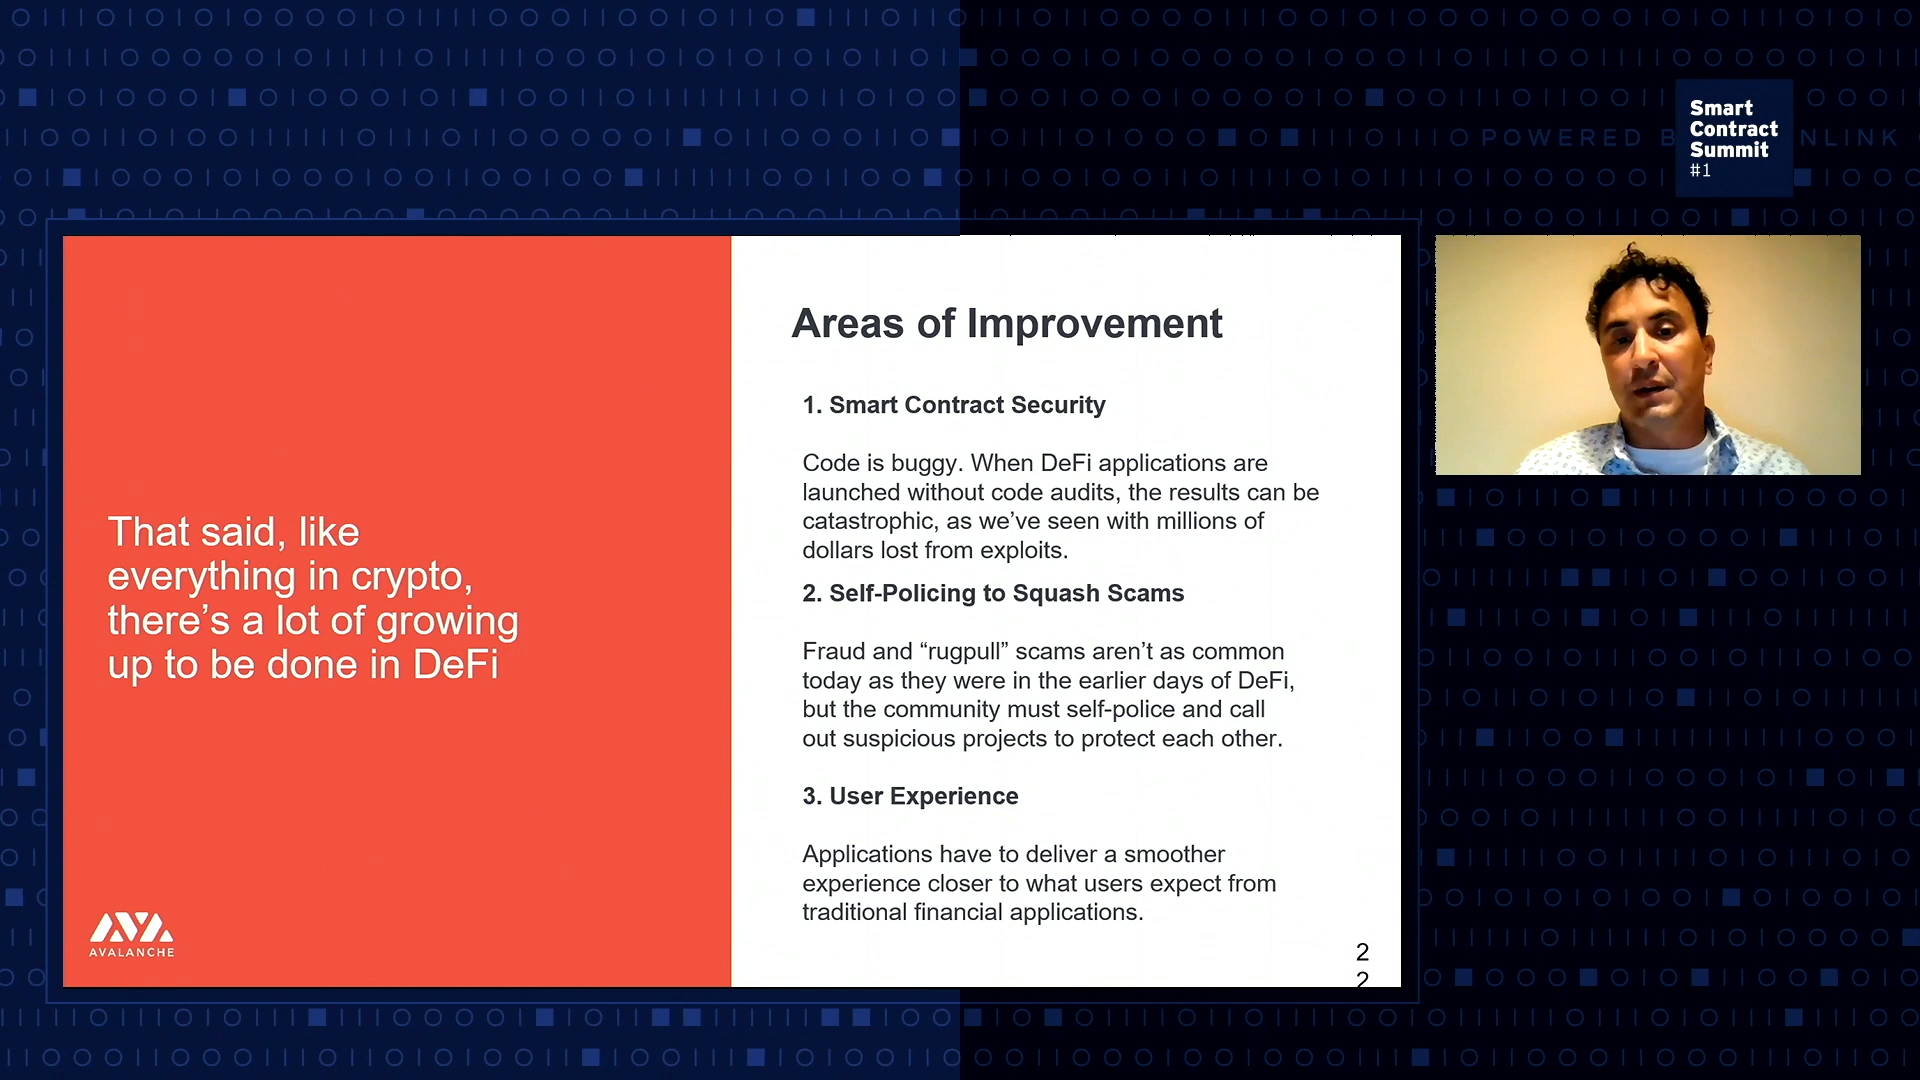 Smart
Contract
Summit
#1
POWERED B
NLINK
That said, like
everything in crypto,
there’s a lot of growing
up to be done in DeFi
AVALANCHE
Areas of Improvement
1. Smart Contract Security
Code is buggy. When DeFi applications are
launched without code audits, the results can be
catastrophic, as we’ve seen with millions of
dollars lost from exploits.
2. Self-Policing to Squash Scams
Fraud and “rugpull” scams aren’t as common
today as they were in the earlier days of DeFi,
but the community must self-police and call
out suspicious projects to protect each other.
3. User Experience
Applications have to deliver a smoother
experience closer to what users expect from
traditional financial applications.
2
2